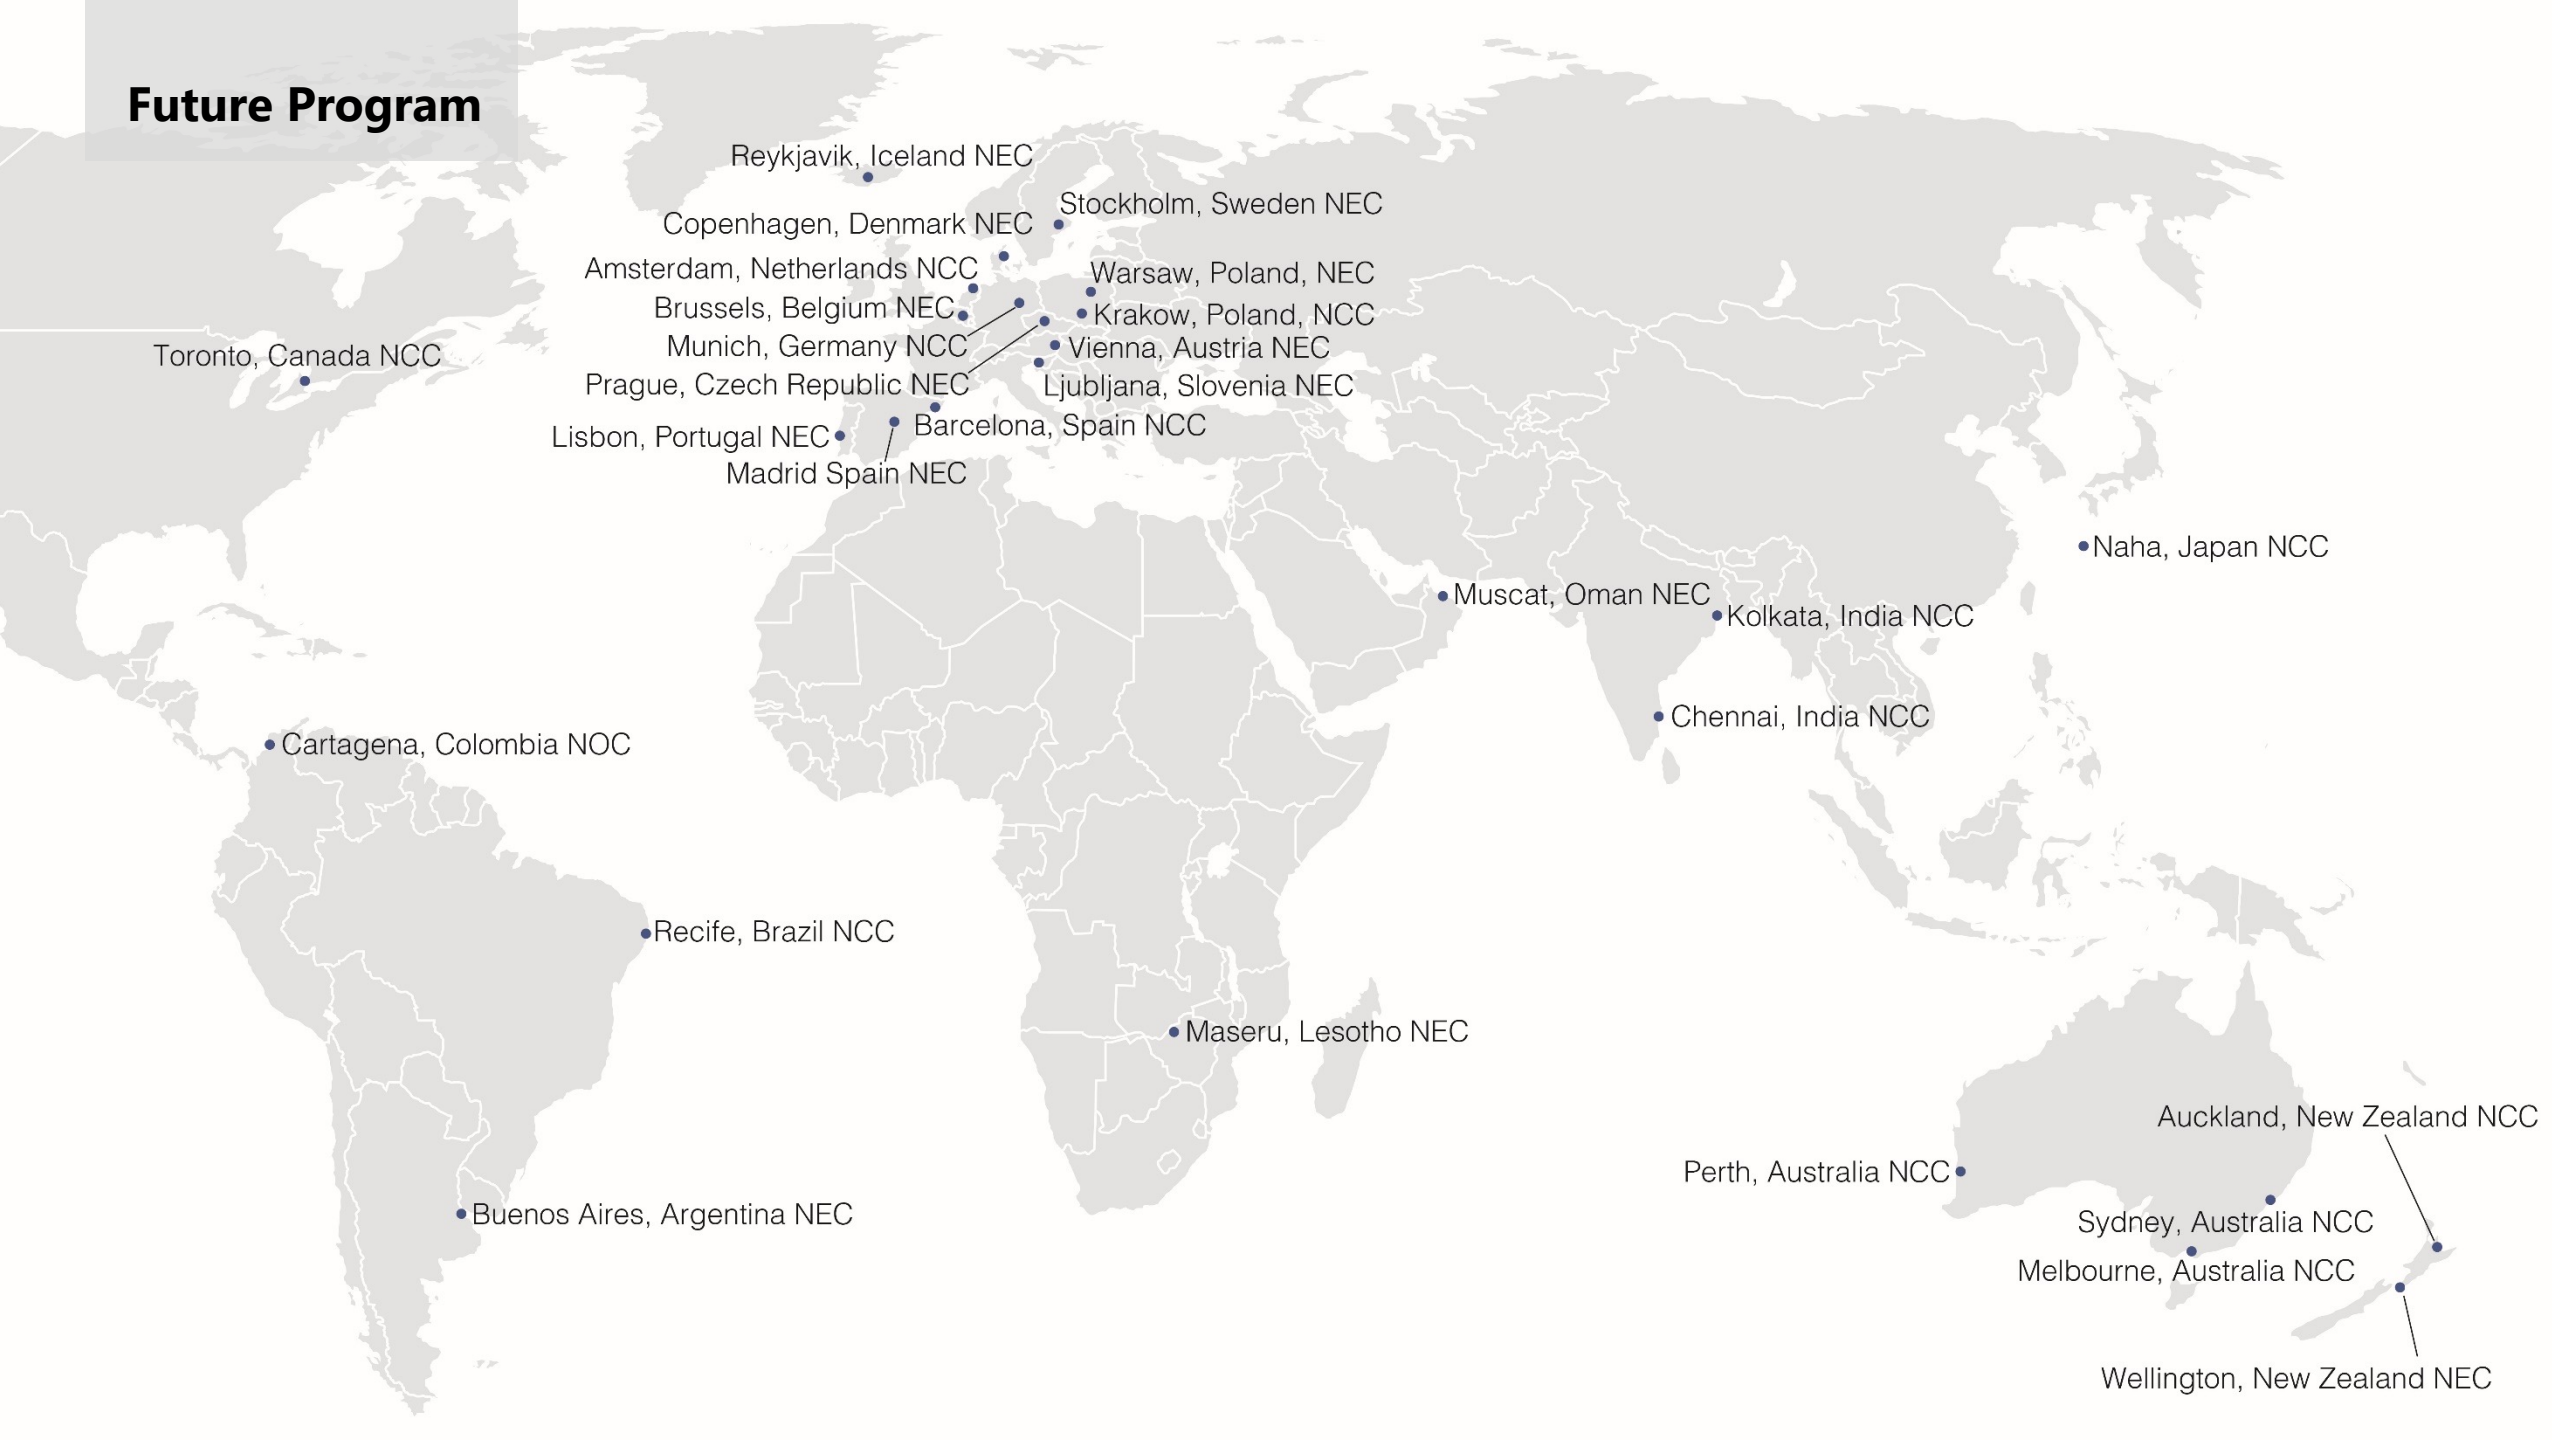 Future Program
Reykjavik, Iceland NEC
Stockholm, Sweden NEC
Copenhagen, Denmark NEC
Amsterdam, Netherlands NCC
Warsaw, Poland, NEC
Brussels, Belgium NEC
Krakow, Poland, NCC
Munich, Germany NCC
Vienna, Austria NEC
Toronto, Canada NCC
Prague, Czech Republic NEC
Ljubljana, Slovenia NEC
Barcelona, Spain NCC
Lisbon, Portugal NEC
Madrid Spain NEC
Naha, Japan NCC
Muscat, Oman NEC
Kolkata, India NCC
Chennai, India NCC
Cartagena, Colombia NOC
Recife, Brazil NCC
Maseru, Lesotho NEC
Auckland, New Zealand NCC
Perth, Australia NCC
Buenos Aires, Argentina NEC
Sydney, Australia NCC
Melbourne, Australia NCC
Wellington, New Zealand NEC